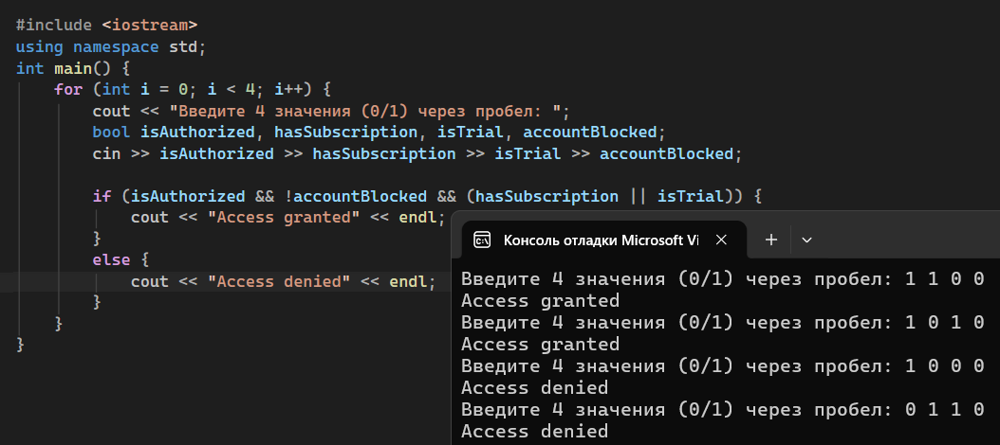 #include <iostream>
using namespace std;
int main() {
for (int i = 0; i < 4; i++) {
cout << "Введите 4 значения (0/1) через пробел: ";
bool isAuthorized, hasSubscription, isTrial, accountBlocked;
cin >> isAuthorized >> hasSubscription >> isTrial >> accountBlocked;
if (isAuthorized && !accountBlocked && (hasSubscription || isTrial)) {
cout << "Access granted" << endl;
}
else {
cout << "Access denied" << endl;
}
}
}
Консоль отладки Microsoft Vi
Введите 4 значения (0/1) через пробел: 1 1 0 0
Access granted
Введите 4 значения (0/1) через пробел: 1 0 1 0
Access granted
Введите 4 значения (0/1) через пробел: 1 0 0 0
Access denied
Введите 4 значения (0/1) через пробел: 0 1 1 0
Access denied